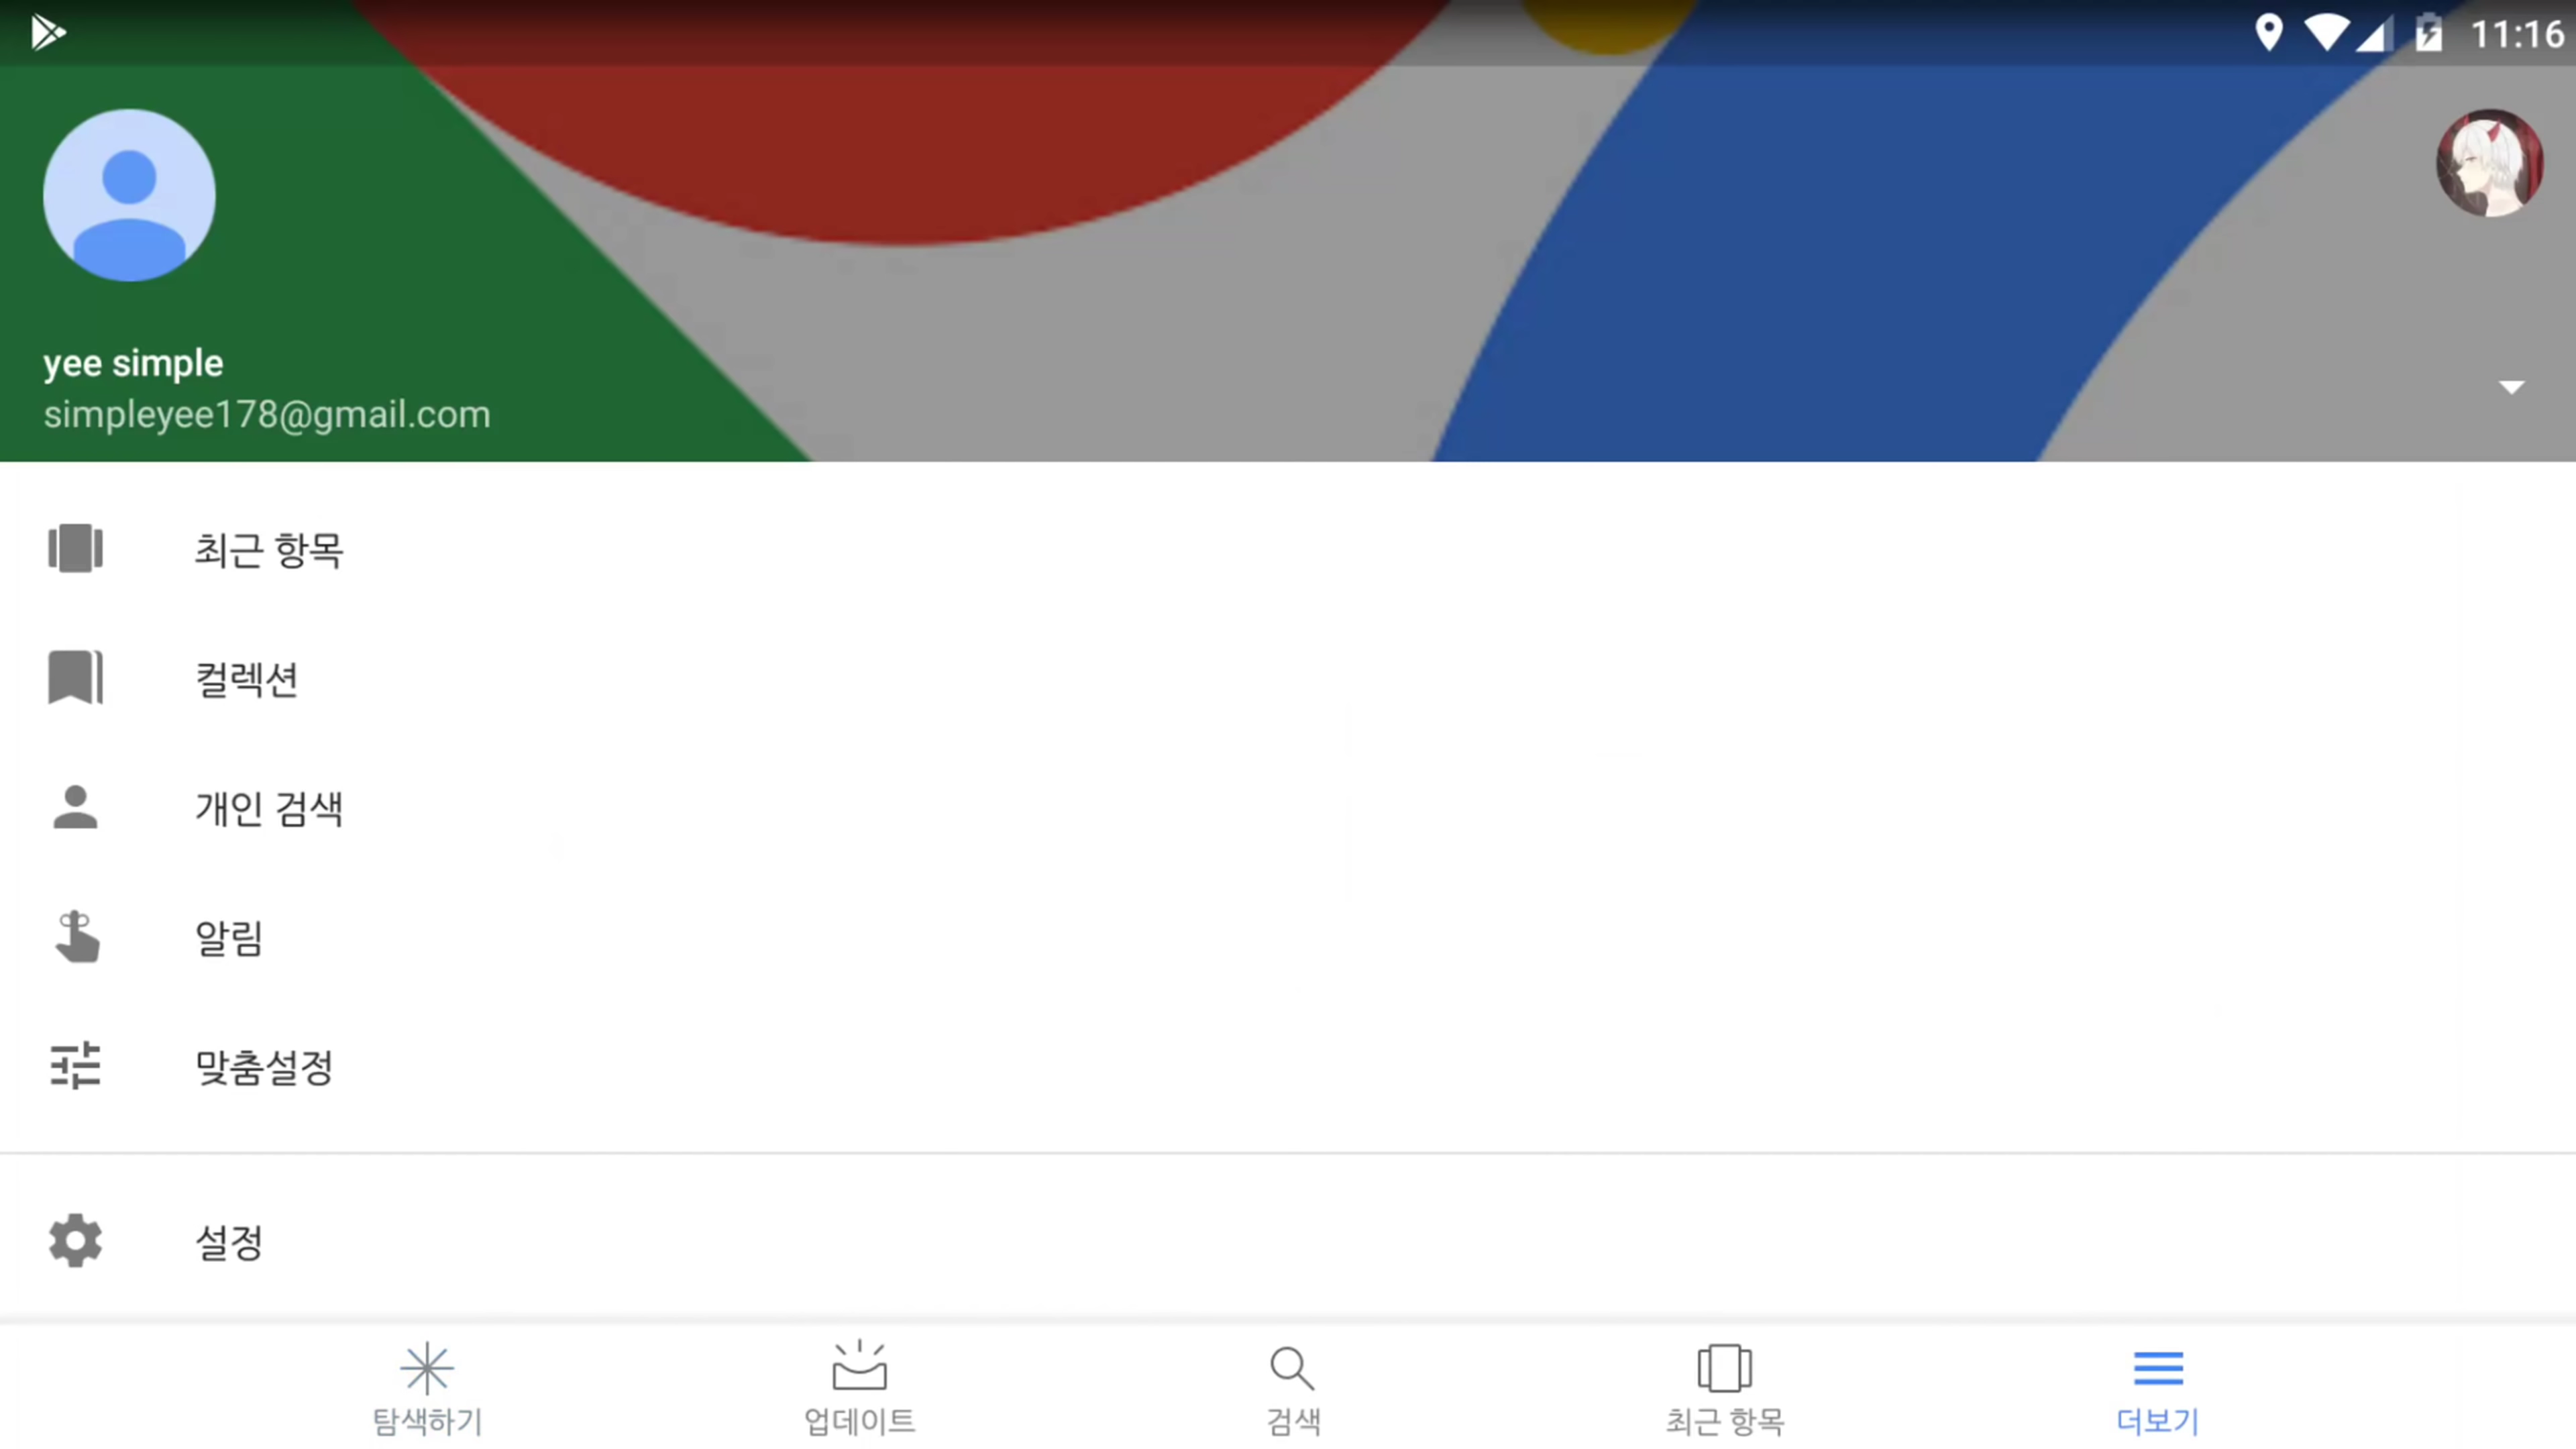 11:16
yee simple
simpleyee178@gmail.com
최근 항목
컬렉션
개인 검색
알림
맞춤설정
설정
탐색하기
업데이트
검색
최근 항목
더보기